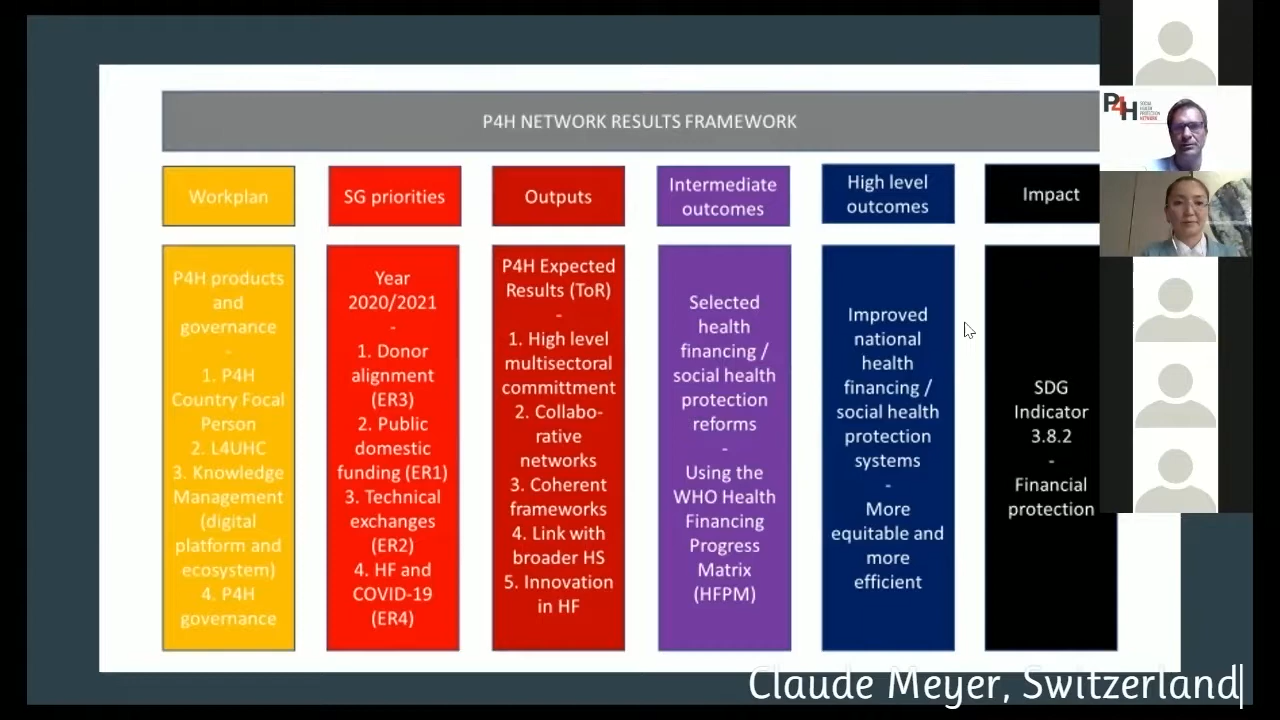 P4H NETWORK RESULTS FRAMEWORK
Workplan
SG priorities
Outputs
Intermediate
outcomes
High level
outcomes
Impact
P4H products
and
governance
-
1. P4H
Country Focal
Person
2. L4UHC
3. Knowledge
Management
(digital
platform and
ecosystem)
4. P4H
governance
Year
2020/2021
-
1. Donor
alignment
(ER3)
2. Public
domestic
funding (ER1)
3. Technical
exchanges
(ER2)
4. HF and
COVID-19
(ER4)
P4H Expected
Results (ToR)
-
1. High level
multisectoral
committment
2. Collabo-
rative
networks
3. Coherent
frameworks
4. Link with
broader HS
5. Innovation
in HF
Selected
health
financing /
social health
protection
reforms
-
Using the
WHO Health
Financing
Progress
Matrix
(HFPM)
Improved
national
health
financing /
social health
protection
systems
-
More
equitable and
more
efficient
SDG
Indicator
3.8.2
-
Financial
protection
P4H
SOCIAL
HEALTH
PROTECTION
NETWORK
Claude Meyer, Switzerland